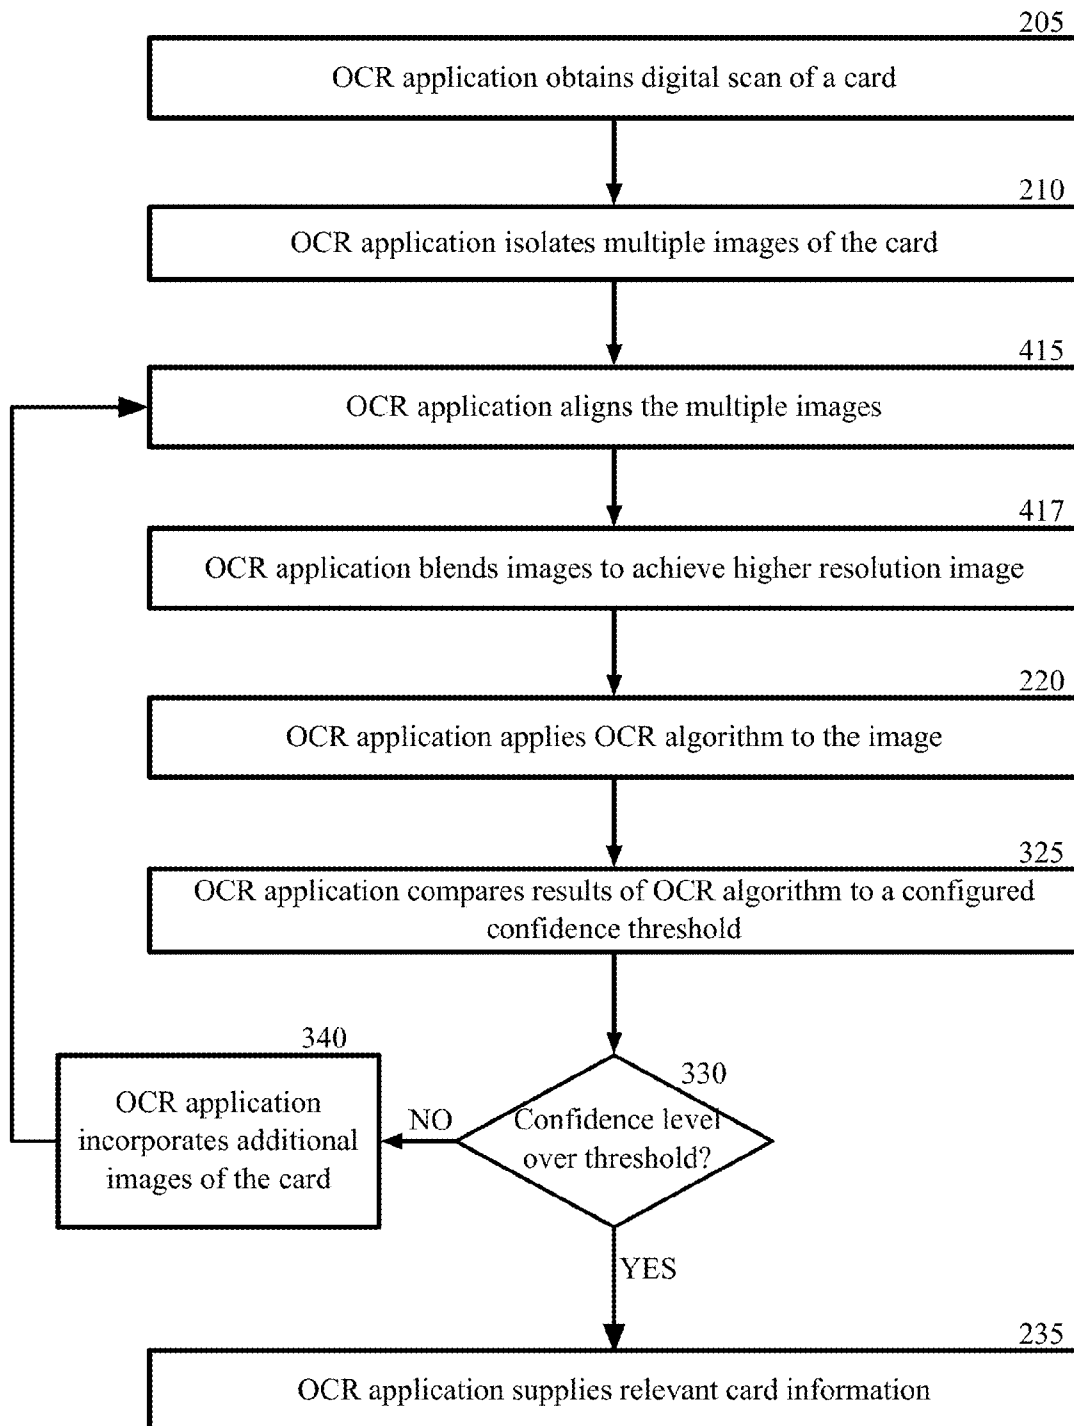 205
OCR application obtains digital scan of a card
210
OCR application isolates multiple images of the card
415
OCR application aligns the multiple images
417
OCR application blends images to achieve higher resolution image
220
OCR application applies OCR algorithm to the image
325
OCR application compares results of OCR algorithm to a configured
confidence threshold
330
Confidence level
over threshold?
NO
340
OCR application
incorporates additional
images of the card
YES
235
OCR application supplies relevant card information